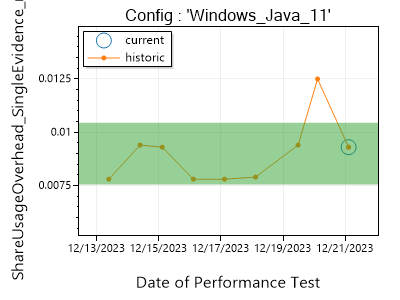 Config : 'Windows_Java_11'
current
historic
0.0125
0.01
0.0075
ShareUsageOverhead_SingleEvidence_
12/13/2023 12/15/2023 12/17/2023 12/19/2023 12/21/2023
Date of Performance Test